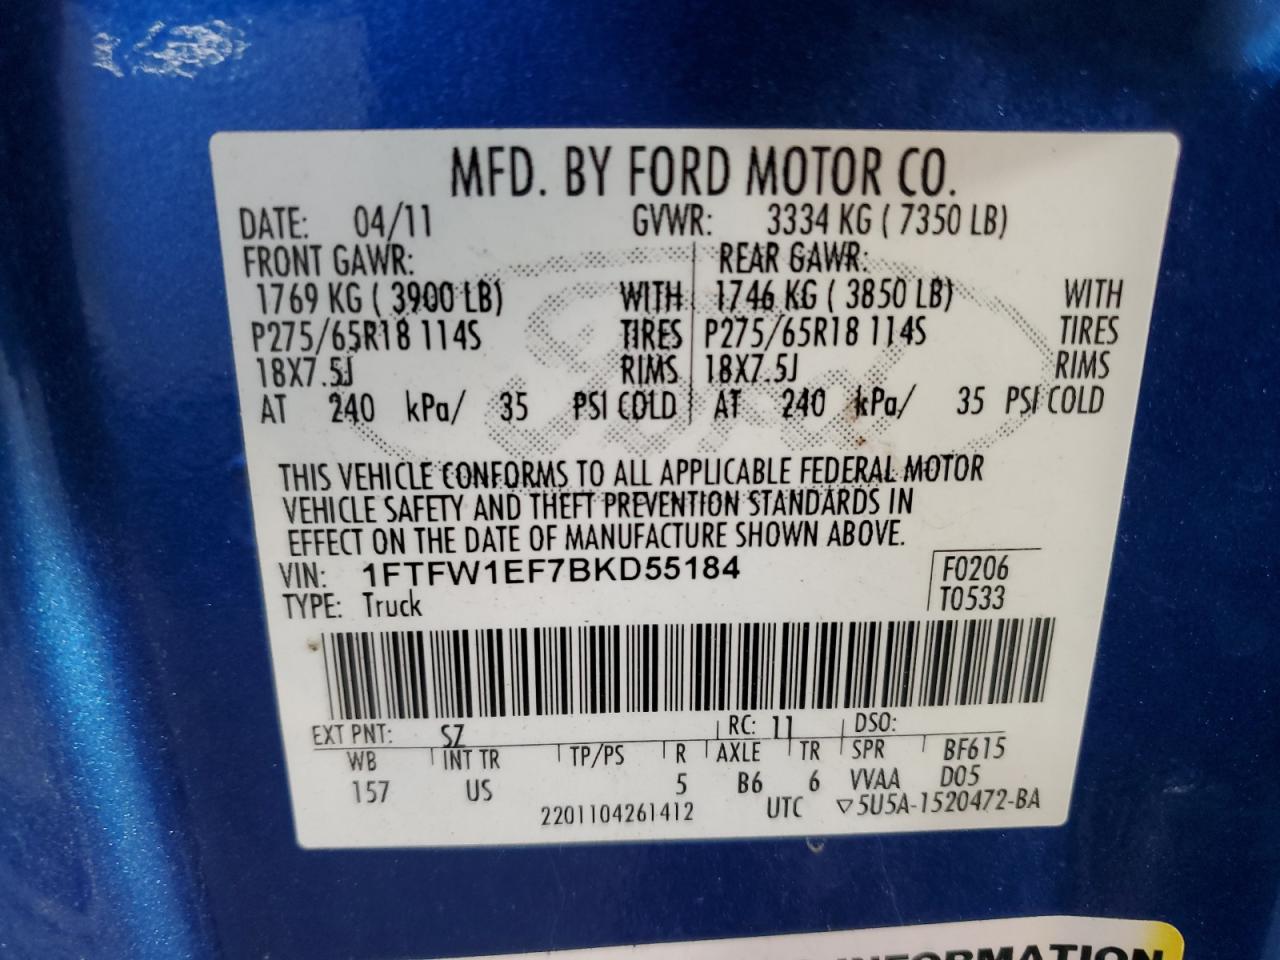 MFD. BY FORD MOTOR CO.
DATE: 04/11 GVWR: 3334 KG ( 7350 LB)
FRONT GAWR: REAR GAWR:
1769 KG ( 3900 LB) WITH 1746 KG ( 3850 LB) WITH
P275/65R18 114S TIRES P275/65R18 114S TIRES
18X7.5J RIMS 18X7.5J RIMS
AT 240 kPa/ 35 PSI COLD AT 240 kPa/ 35 PSI COLD
Ford
THIS VEHICLE CONFORMS TO ALL APPLICABLE FEDERAL MOTOR
VEHICLE SAFETY AND THEFT PREVENTION STANDARDS IN
EFFECT ON THE DATE OF MANUFACTURE SHOWN ABOVE.
VIN: 1FTFW1EF7BKD55184 F0206
TYPE: Truck T0533
EXT PNT: SZ RC: 11 DSO:
WB INT TR TP/PS R AXLE TR SPR BF615
157 US 5 B6 6 VVAA D05
2201104261412 UTC ▽5U5A-1520472-BA
INFORMATION